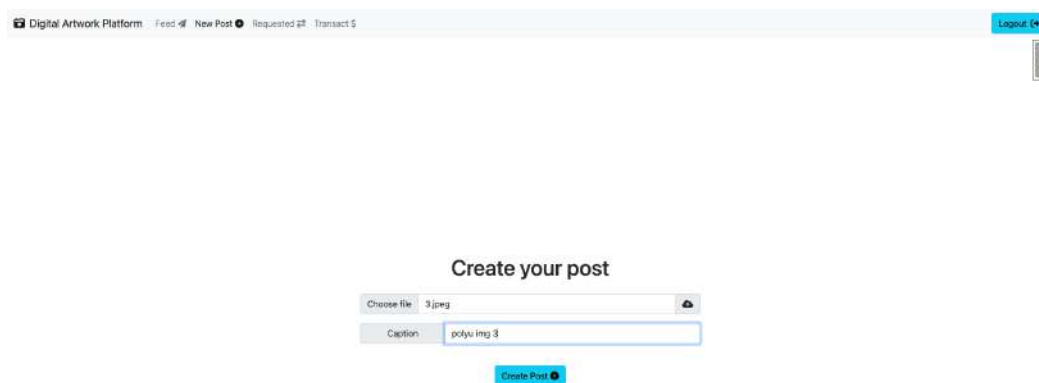 Digital Artwork Platform Feed New Post Requested Transact $ Logout
Create your post
Choose file 3.jpeg
Caption polyu img 3
Create Post